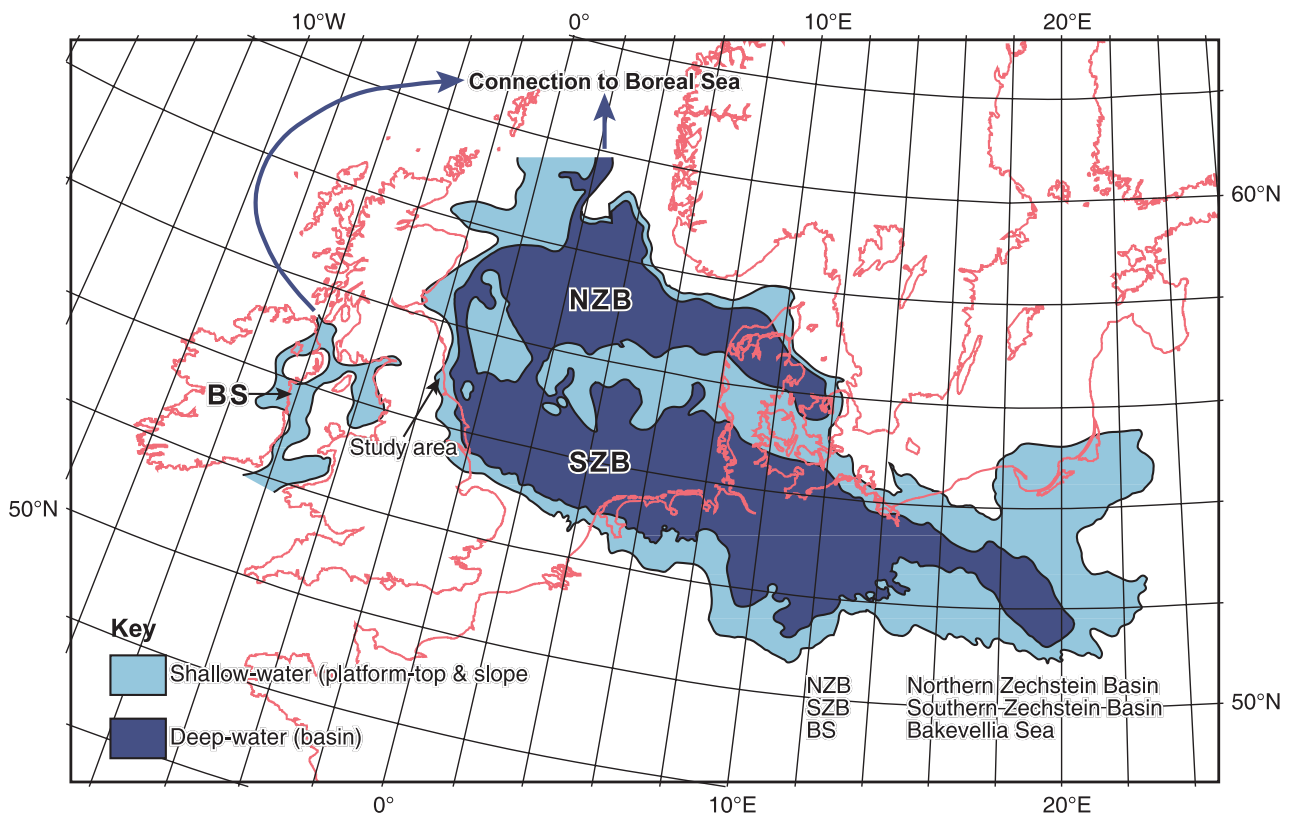 10°W 0° 10°E 20°E
Connection to Boreal Sea
60°N
NZB
BS
Study area
SZB
50°N
Key
Shallow-water (platform-top & slope
Deep-water (basin)
NZB Northern Zechstein Basin
SZB Southern Zechstein Basin
BS Bakevellia Sea
50°N
0° 10°E 20°E